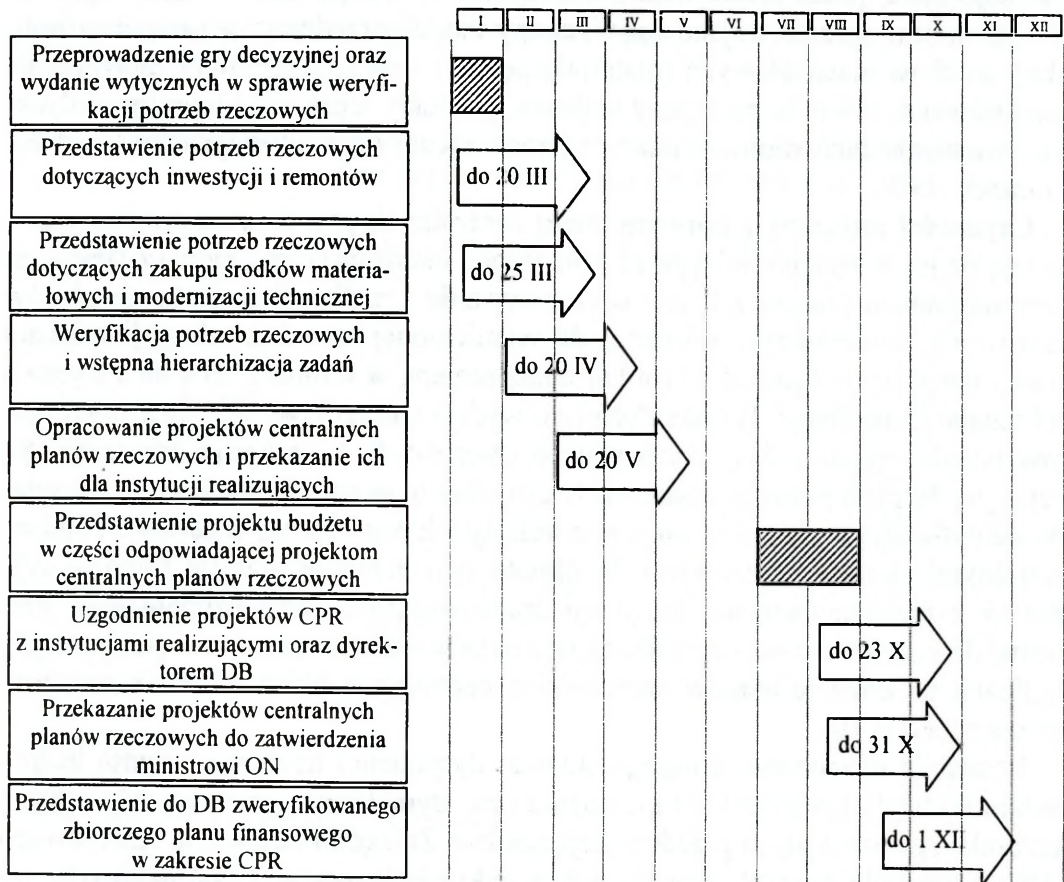 I II III IV V VI VII VIII IX X XI XII
Przeprowadzenie gry decyzyjnej oraz
wydanie wytycznych w sprawie weryfi-
kacji potrzeb rzeczowych
Przedstawienie potrzeb rzeczowych
dotyczących inwestycji i remontów
do 20 III
Przedstawienie potrzeb rzeczowych
dotyczących zakupu środków materia-
łowych i modernizacji technicznej
do 25 III
Weryfikacja potrzeb rzeczowych
i wstępna hierarchizacja zadań
do 20 IV
Opracowanie projektów centralnych
planów rzeczowych i przekazanie ich
dla instytucji realizujących
do 20 V
Przedstawienie projektu budżetu
w części odpowiadającej projektom
centralnych planów rzeczowych
Uzgodnienie projektów CPR
z instytucjami realizującymi oraz dyrek-
torem DB
do 23 X
Przekazanie projektów centralnych
planów rzeczowych do zatwierdzenia
ministrowi ON
do 31 X
Przedstawienie do DB zweryfikowanego
zbiorczego planu finansowego
w zakresie CPR
do 1 XII